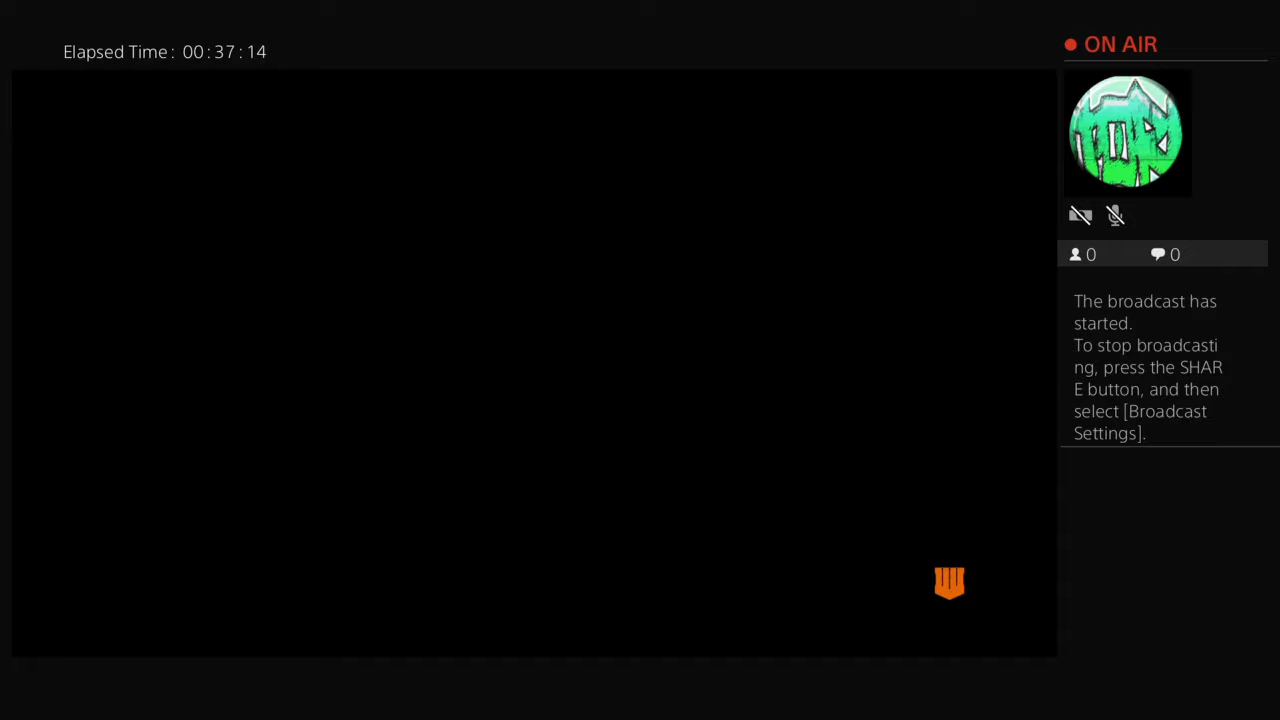 Elapsed Time: 00:37:14
ON AIR
0 0
The broadcast has
started.
To stop broadcasti
ng, press the SHAR
E button, and then
select [Broadcast
Settings].